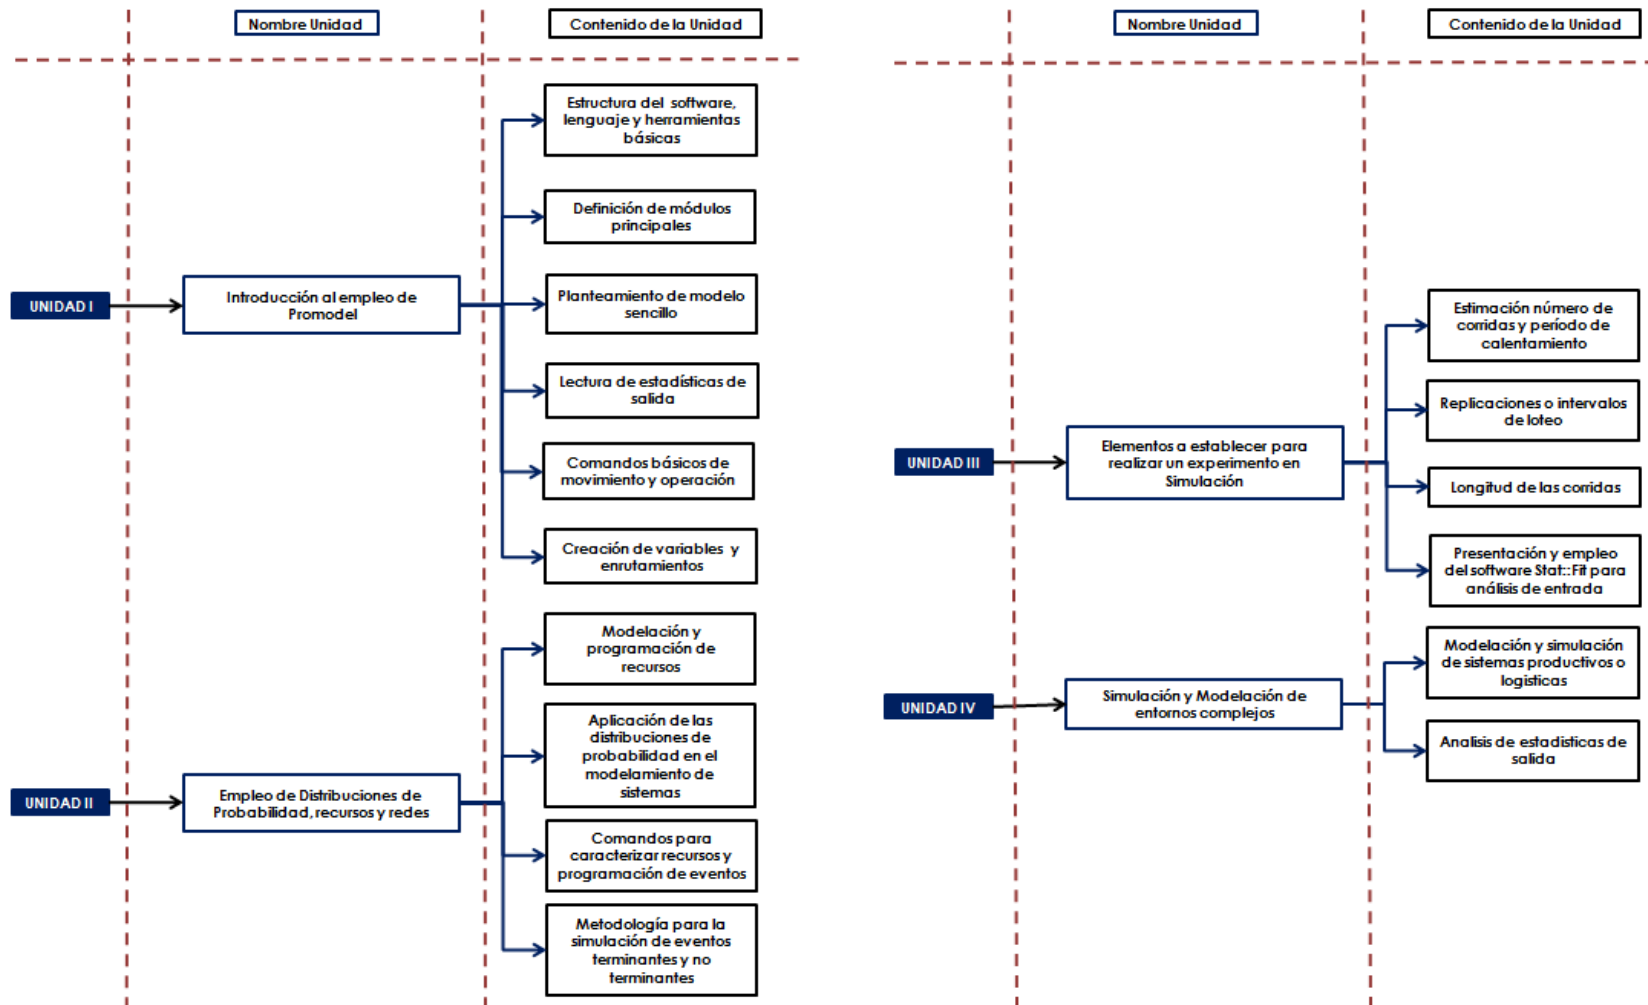 Nombre Unidad
Contenido de la Unidad
UNIDAD I
Introducción al empleo de
Promodel
Estructura del software,
lenguaje y herramientas
básicas
Definición de módulos
principales
Planteamiento de modelo
sencillo
Lectura de estadísticas de
salida
Comandos básicos de
movimiento y operación
Creación de variables y
enrutamientos
UNIDAD II
Empleo de Distribuciones de
Probabilidad, recursos y redes
Modelación y
programación de
recursos
Aplicación de las
distribuciones de
probabilidad en el
modelamiento de
sistemas
Comandos para
caracterizar recursos y
programación de eventos
Metodología para la
simulación de eventos
terminantes y no
terminantes
Nombre Unidad
Contenido de la Unidad
UNIDAD III
Elementos a establecer para
realizar un experimento en
Simulación
Estimación número de
corridas y período de
calentamiento
Replicaciones o intervalos
de loteo
Longitud de las corridas
Presentación y empleo
del software Stat::Fit para
análisis de entrada
UNIDAD IV
Simulación y Modelación de
entornos complejos
Modelación y simulación
de sistemas productivos o
logisticas
Analisis de estadisticas de
salida